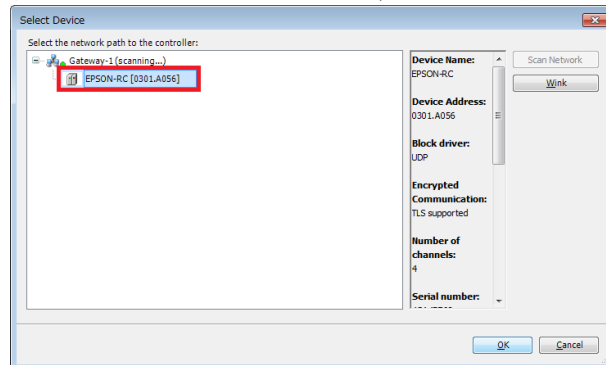 Select Device
Select the network path to the controller:
Gateway-1 (scanning...)
EPSON-RC [0301.A056]
Device Name:
EPSON-RC
Device Address:
0301.A056
Block driver:
UDP
Encrypted
Communication:
TLS supported
Number of
channels:
4
Serial number:
Scan Network
Wink
OK
Cancel